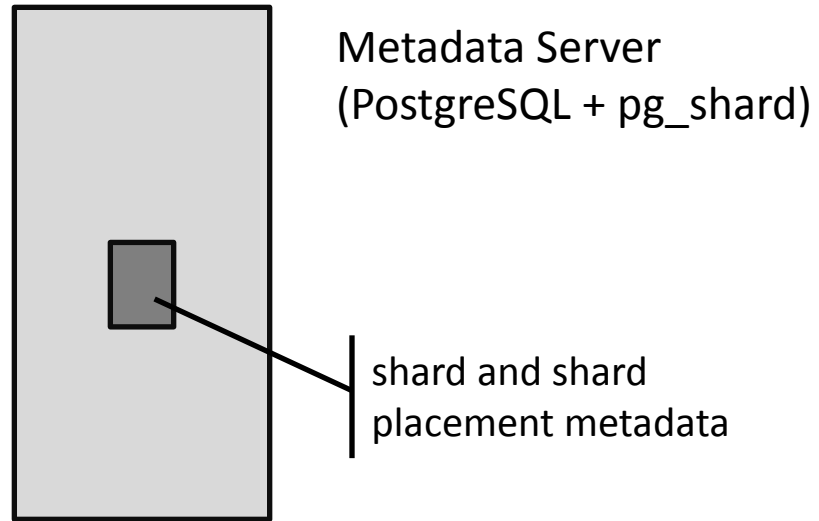 Metadata Server
(PostgreSQL + pg_shard)
shard and shard
placement metadata